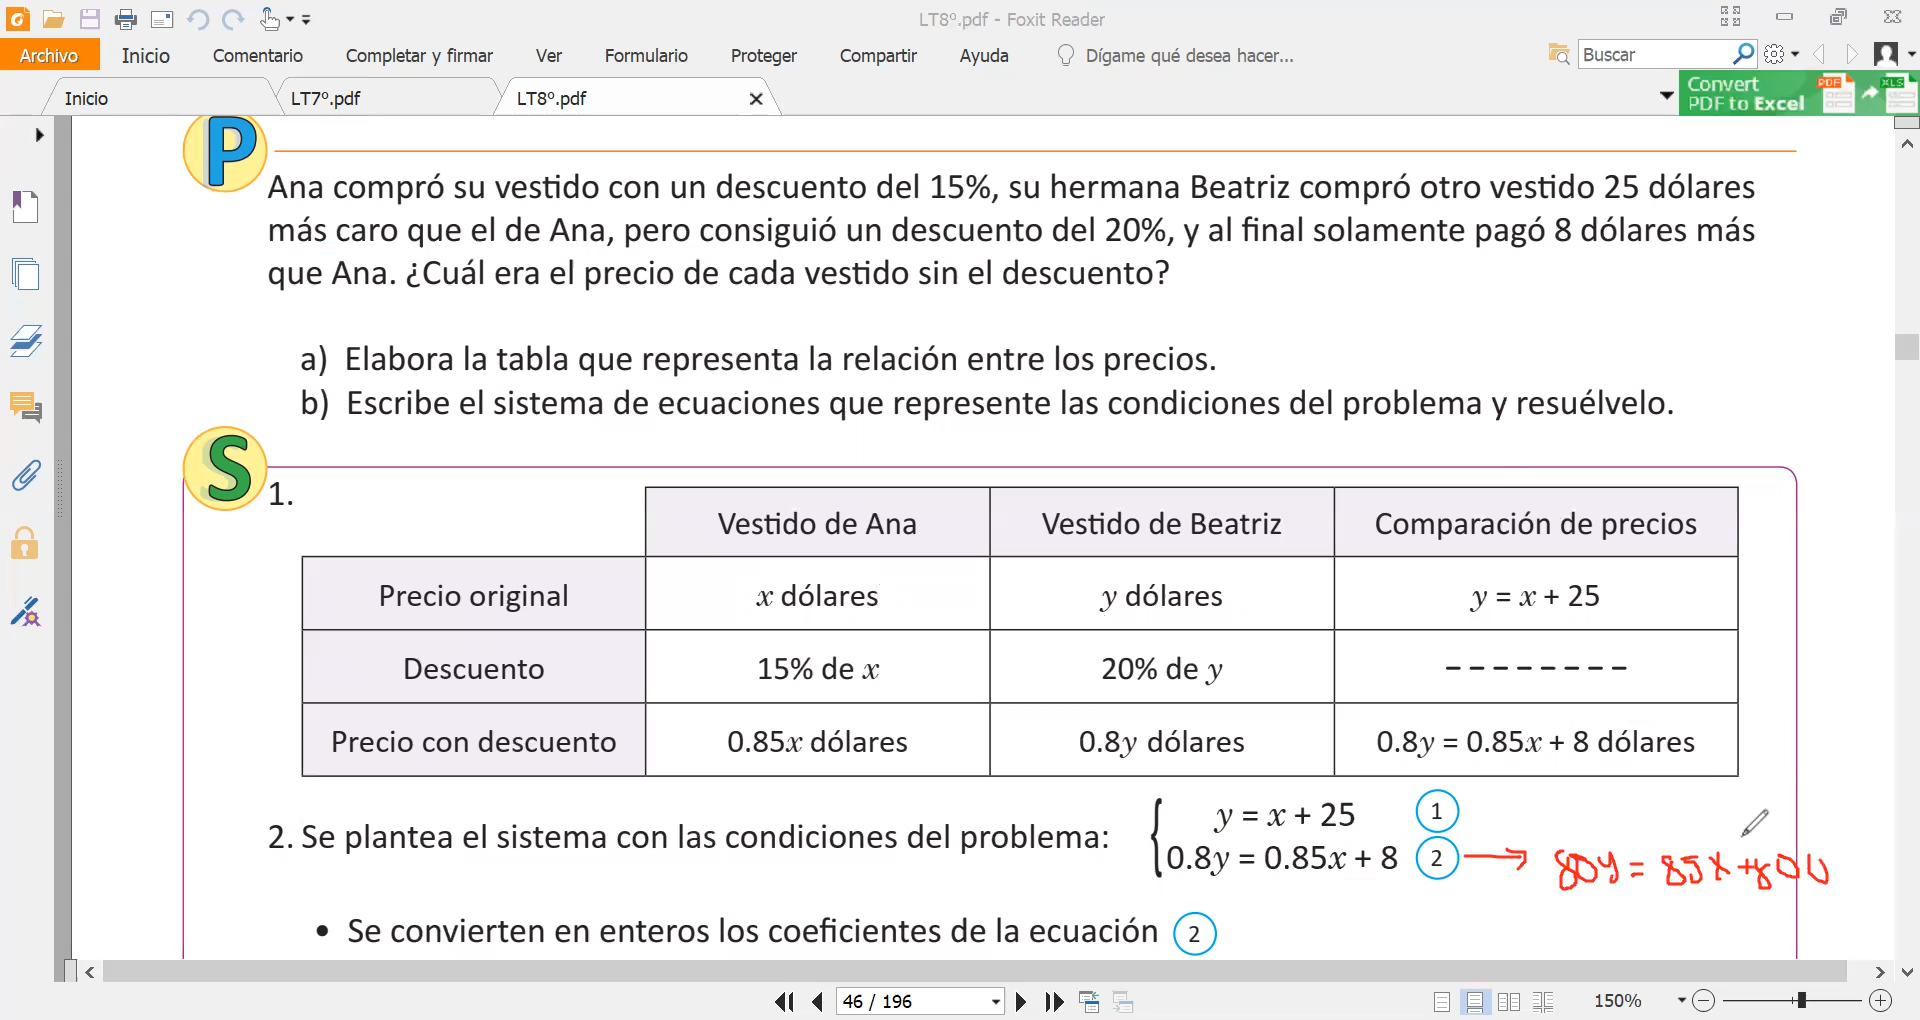 LT8º.pdf - Foxit Reader
Archivo Inicio Comentario Completar y firmar Ver Formulario Proteger Compartir Ayuda Dígame qué desea hacer... Buscar
Inicio LT7º.pdf LT8º.pdf
Convert
PDF to Excel
PDF XLS
P
Ana compró su vestido con un descuento del 15%, su hermana Beatriz compró otro vestido 25 dólares
más caro que el de Ana, pero consiguió un descuento del 20%, y al final solamente pagó 8 dólares más
que Ana. ¿Cuál era el precio de cada vestido sin el descuento?
a) Elabora la tabla que representa la relación entre los precios.
b) Escribe el sistema de ecuaciones que represente las condiciones del problema y resuélvelo.
S
1.
Vestido de Ana Vestido de Beatriz Comparación de precios
Precio original x dólares y dólares y = x + 25
Descuento 15% de x 20% de y – – – – – – – –
Precio con descuento 0.85x dólares 0.8y dólares 0.8y = 0.85x + 8 dólares
2. Se plantea el sistema con las condiciones del problema:
y = x + 25 1
0.8y = 0.85x + 8 2 → 80y = 85x + 800
• Se convierten en enteros los coeficientes de la ecuación 2
46 / 196
150%